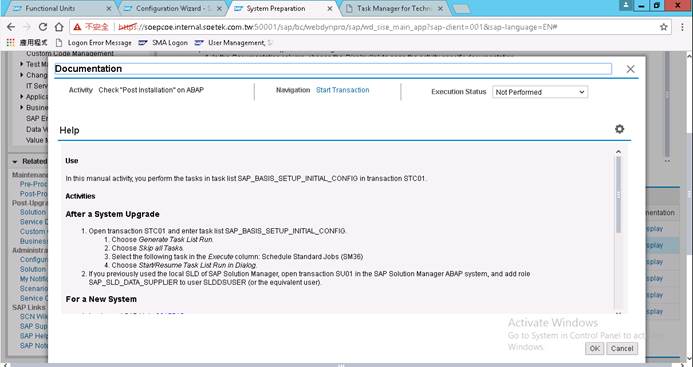 Functional Units
Configuration Wizard - S
System Preparation
Task Manager for Techni
不安全 https://soepcoe.internal.soetek.com.tw:50001/sap/bc/webdynpro/sap/wd_sise_main_app?sap-client=001&sap-language=EN#
應用程式 Logon Error Message SMA Logon User Management, S
Custom Code Management
Test Ma
Chang
IT Servi
Applica
Busine
SAP En
Data V
Value M
Related
Maintenan
Pre-Proc
Post-Pro
Post-Upgra
Solution
Service D
Custom
Business
Administra
Configur
Solution
My Notifi
Scenario
Service C
SAP Links
SCN Wik
SAP Supp
SAP Help
SAP Note
Documentation
Activity Check "Post Installation" on ABAP
Navigation Start Transaction
Execution Status Not Performed
Help
Use
In this manual activity, you perform the tasks in task list SAP_BASIS_SETUP_INITIAL_CONFIG in transaction STC01.
Activities
After a System Upgrade
1. Open transaction STC01 and enter task list SAP_BASIS_SETUP_INITIAL_CONFIG.
1. Choose Generate Task List Run.
2. Choose Skip all Tasks.
3. Select the following task in the Execute column: Schedule Standard Jobs (SM36)
4. Choose Start/Resume Task List Run in Dialog.
2. If you previously used the local SLD of SAP Solution Manager, open transaction SU01 in the SAP Solution Manager ABAP system, and add role
SAP_SLD_DATA_SUPPLIER to user SLDDSUSER (or the equivalent user).
For a New System
mentation
splay
splay
splay
splay
Activate Windows
Go to System in Control Panel to act
Windows.
OK Cancel